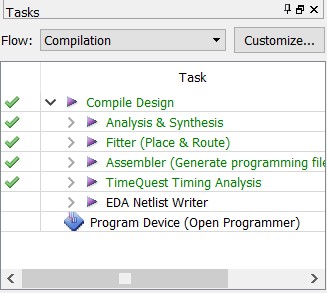 Tasks
Flow: Compilation Customize...
Task
Compile Design
Analysis & Synthesis
Fitter (Place & Route)
Assembler (Generate programming file
TimeQuest Timing Analysis
EDA Netlist Writer
Program Device (Open Programmer)